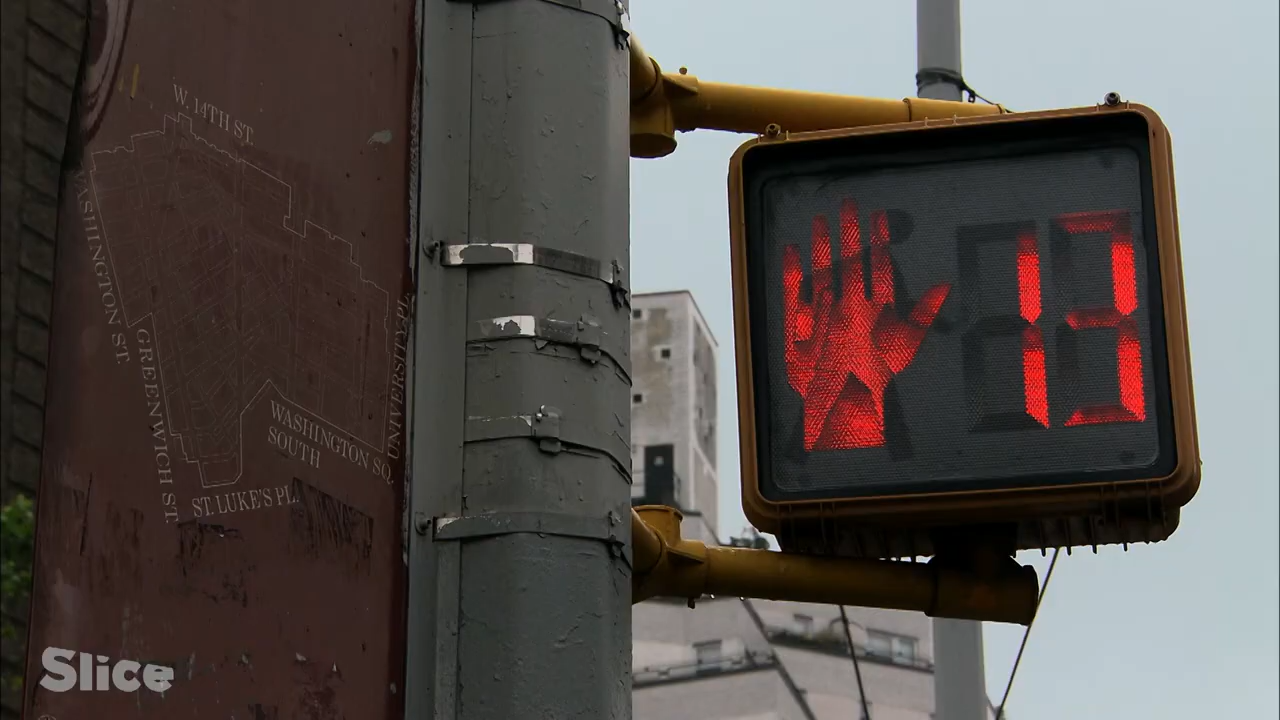 W. 14TH ST.
WASHINGTON ST.
GREENWICH ST.
UNIVERSITY PL.
WASHINGTON SQ.
SOUTH
ST. LUKE'S PL.
13
Slice